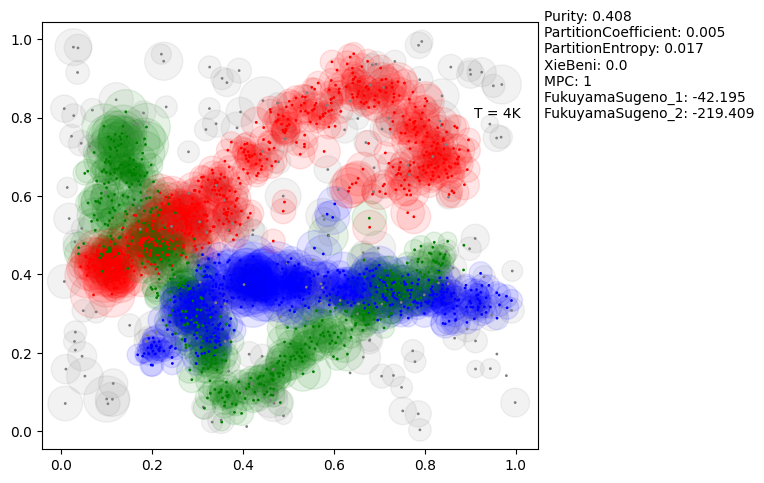 Purity: 0.408
PartitionCoefficient: 0.005
PartitionEntropy: 0.017
XieBeni: 0.0
MPC: 1
FukuyamaSugeno_1: -42.195
FukuyamaSugeno_2: -219.409
T = 4K
1.0
0.8
0.6
0.4
0.2
0.0
0.0 0.2 0.4 0.6 0.8 1.0